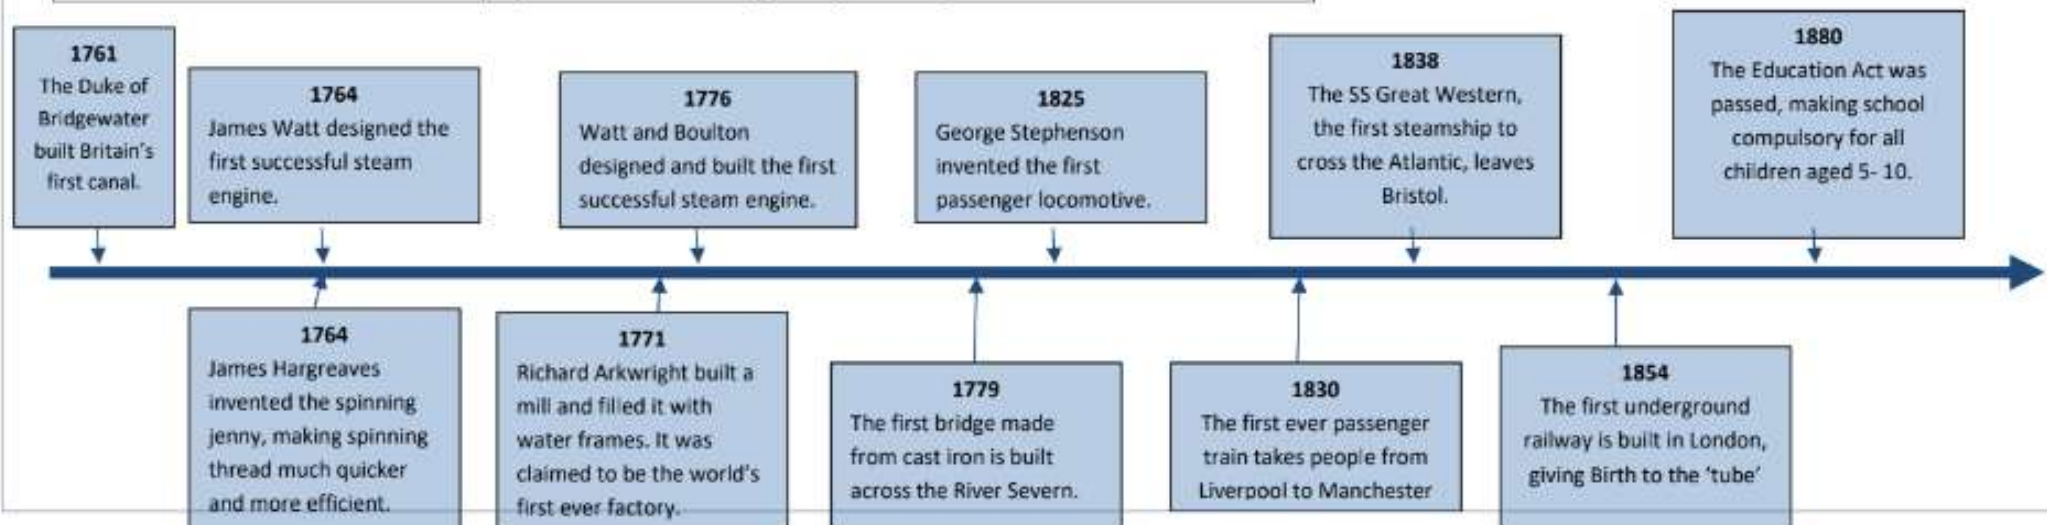 1761
The Duke of
Bridgewater
built Britain's
first canal.
1764
James Watt designed the
first successful steam
engine.
1776
Watt and Boulton
designed and built the first
successful steam engine.
1825
George Stephenson
invented the first
passenger locomotive.
1838
The SS Great Western,
the first steamship to
cross the Atlantic, leaves
Bristol.
1880
The Education Act was
passed, making school
compulsory for all
children aged 5- 10.
1764
James Hargreaves
invented the spinning
jenny, making spinning
thread much quicker
and more efficient.
1771
Richard Arkwright built a
mill and filled it with
water frames. It was
claimed to be the world's
first ever factory.
1779
The first bridge made
from cast iron is built
across the River Severn.
1830
The first ever passenger
train takes people from
Liverpool to Manchester
1854
The first underground
railway is built in London,
giving Birth to the 'tube'